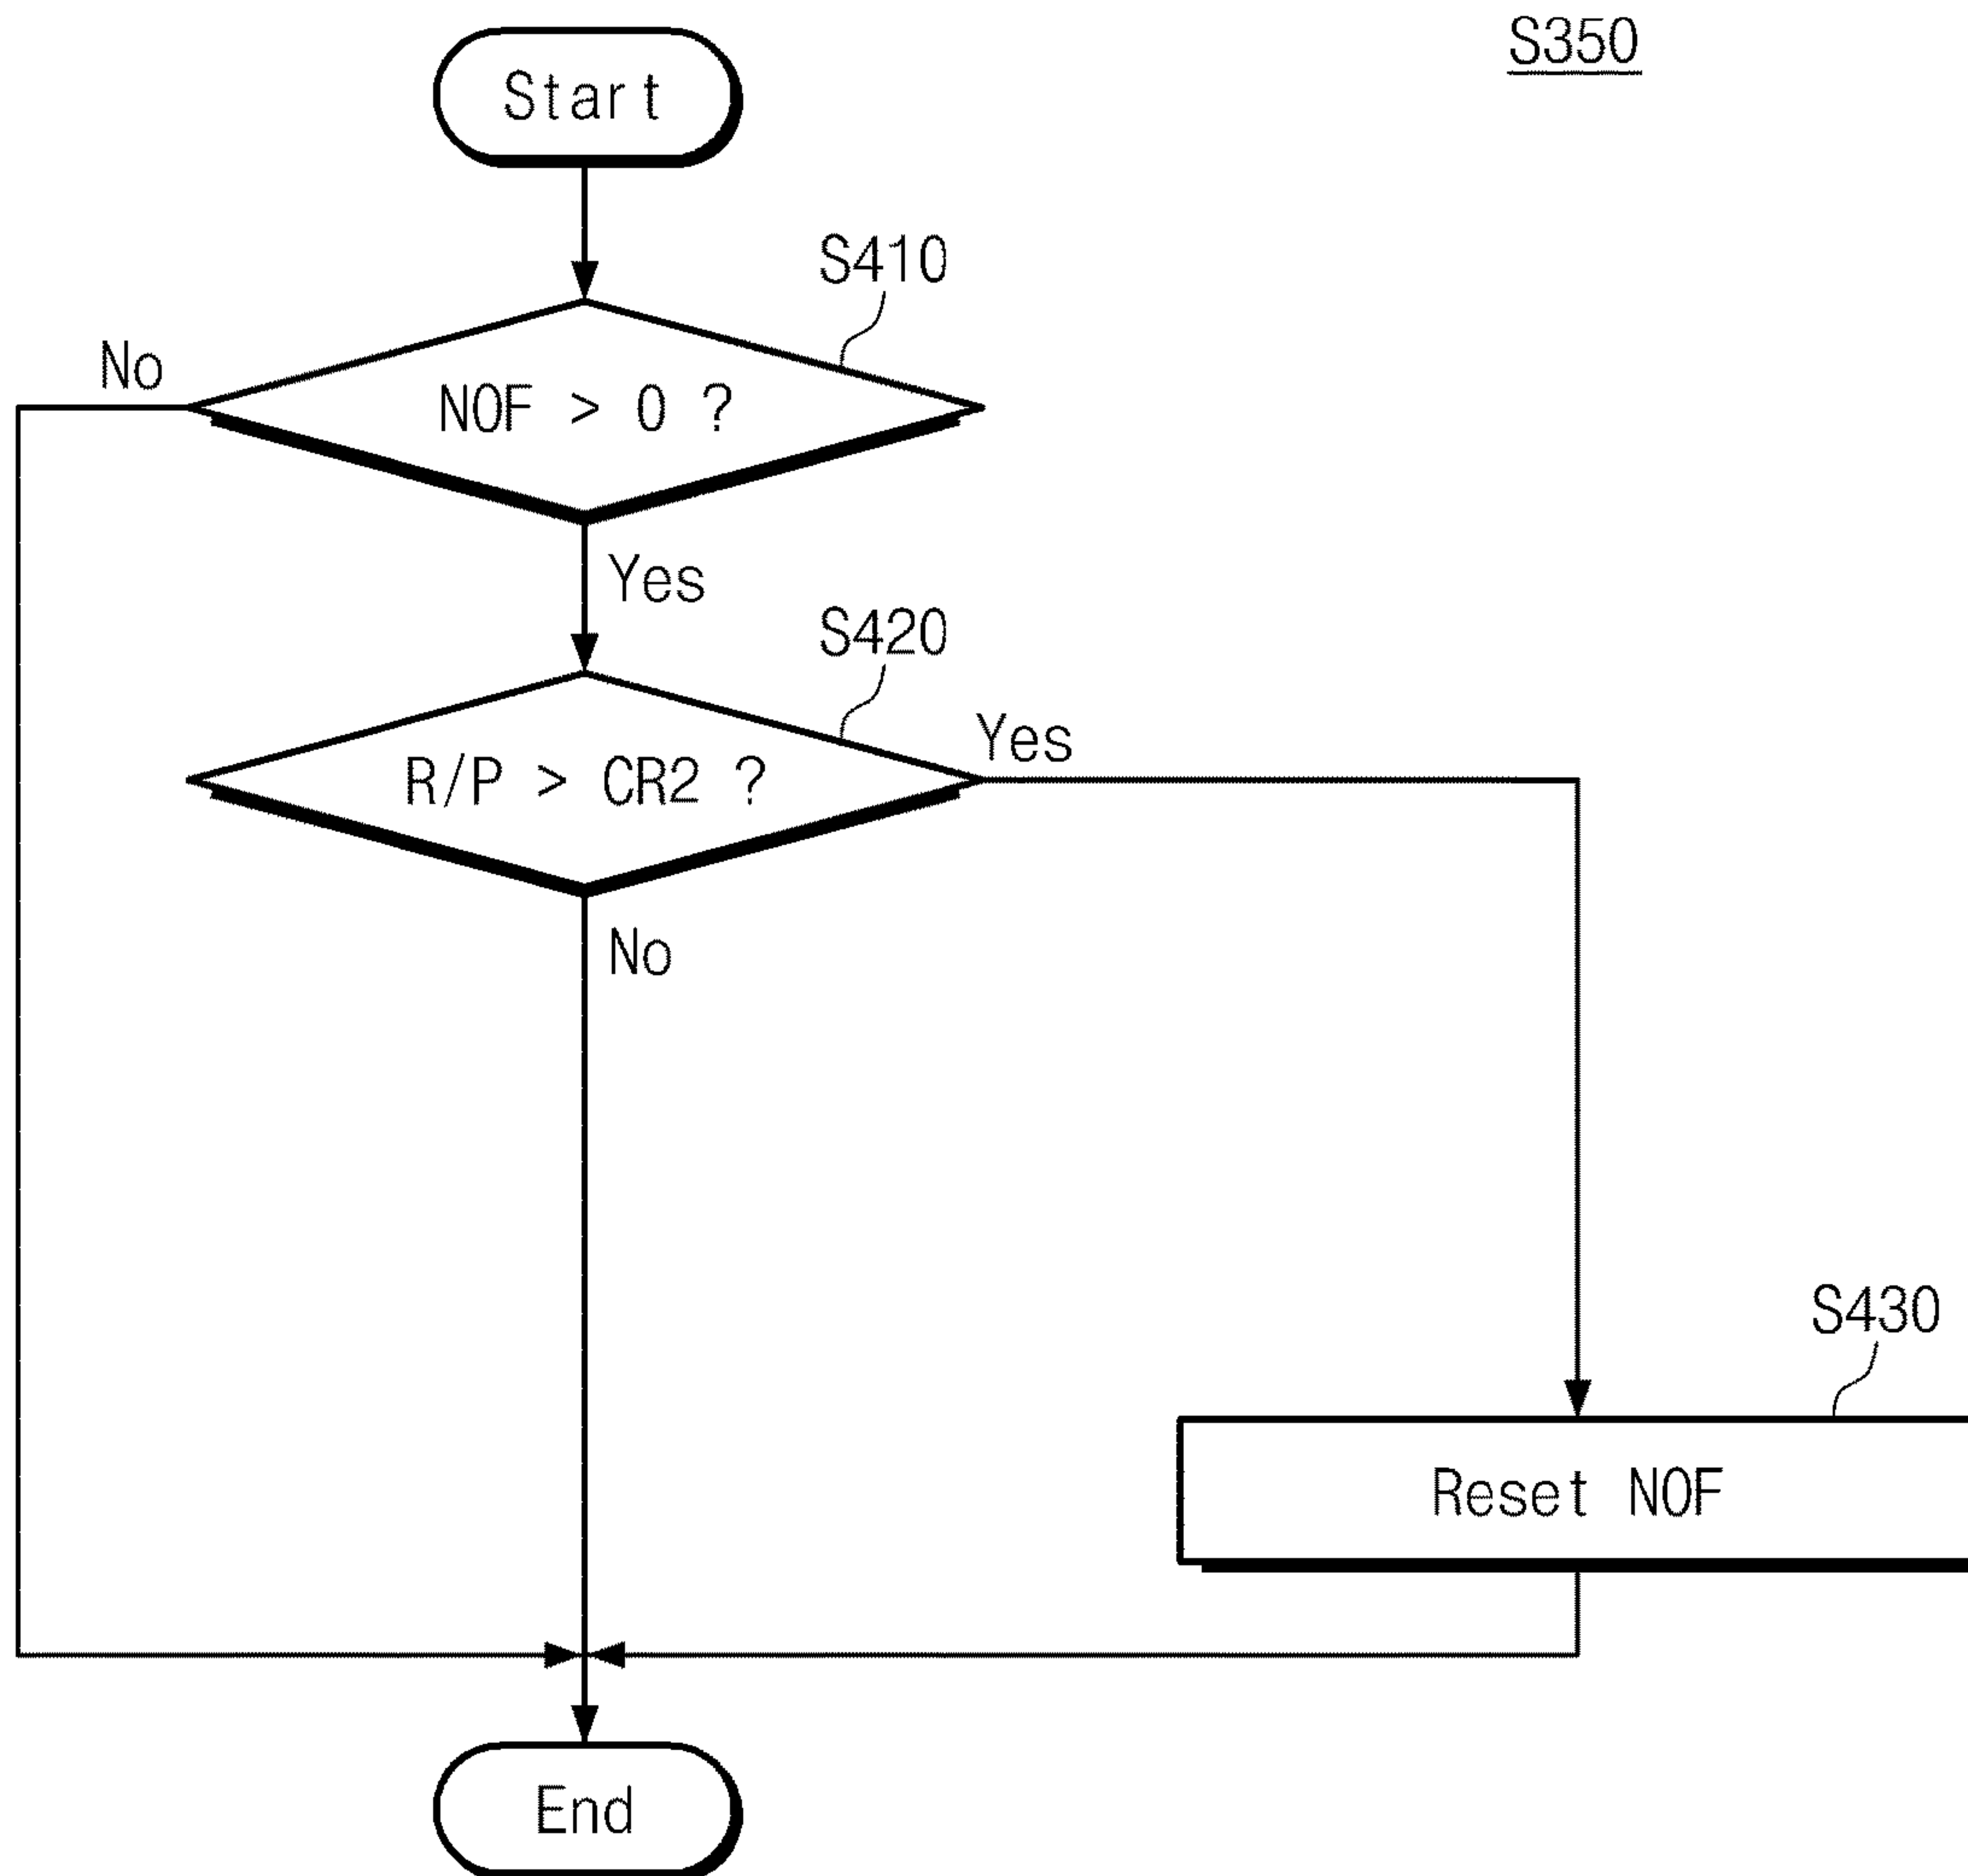 S350
Start
S410
No
NOF > 0 ?
Yes
S420
Yes
R/P > CR2 ?
No
S430
Reset NOF
End